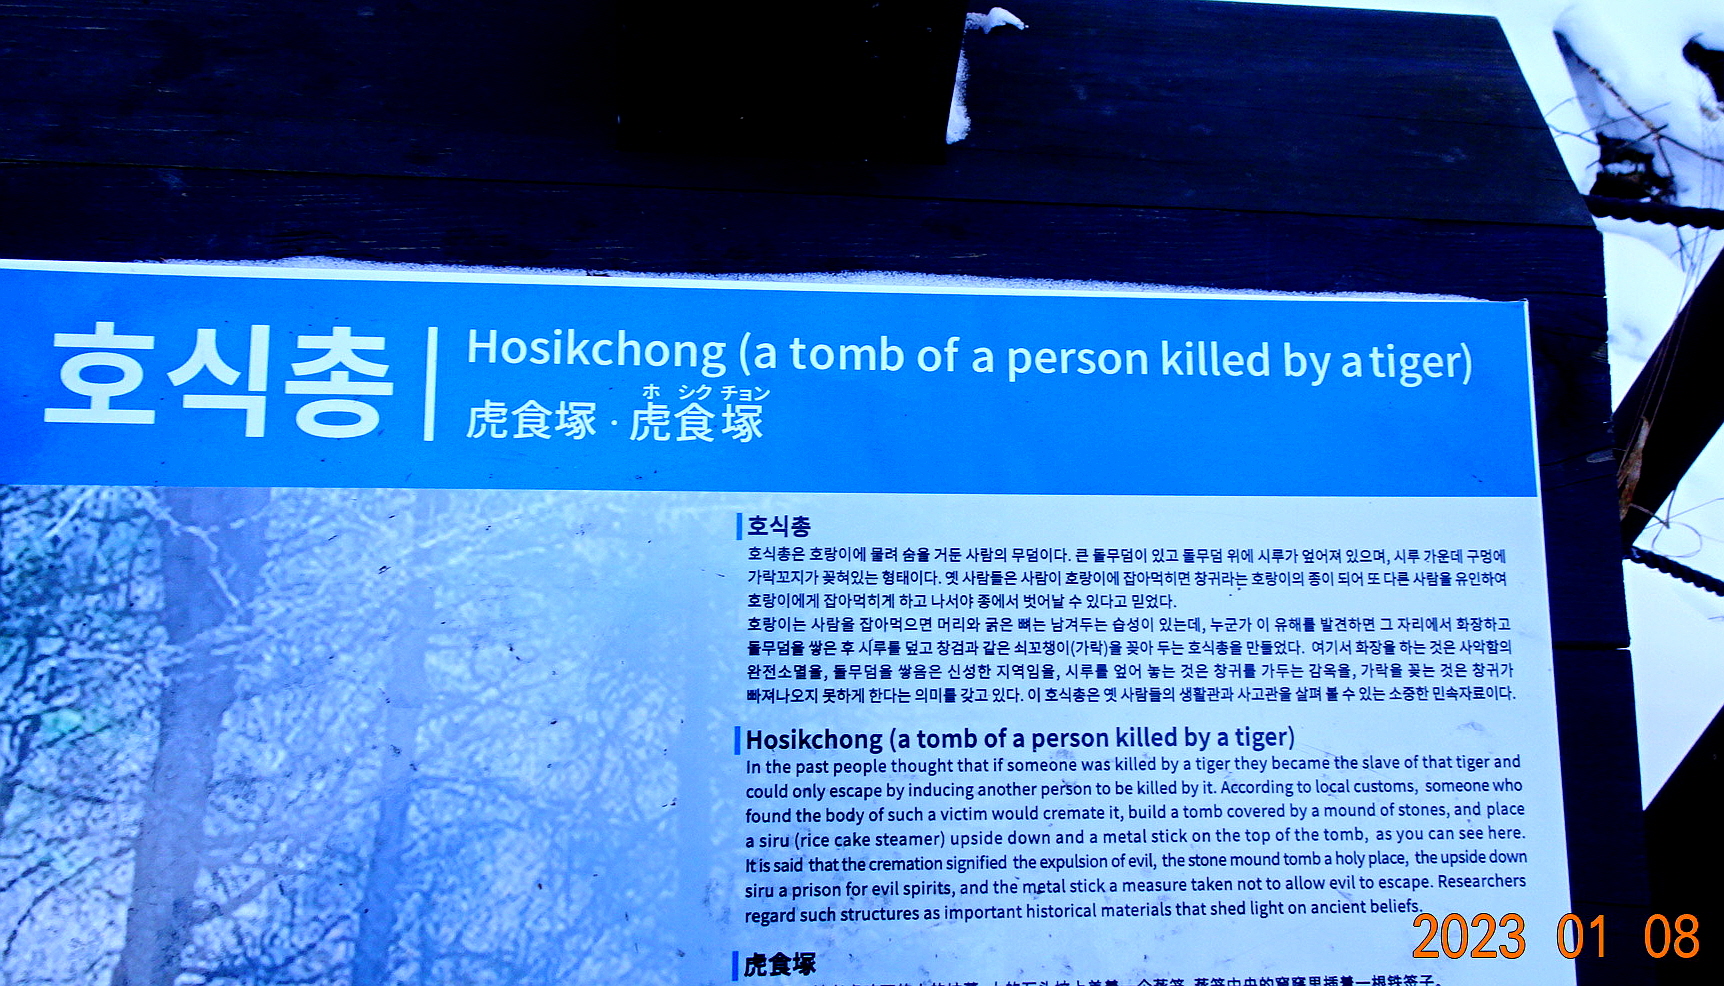 호식총
Hosikchong (a tomb of a person killed by a tiger)
ホ シク チョン
虎食塚 · 虎食塚
호식총
호식총은 호랑이에 물려 숨을 거둔 사람의 무덤이다. 큰 돌무덤이 있고 돌무덤 위에 시루가 엎어져 있으며, 시루 가운데 구멍에
가락꼬지가 꽂혀있는 형태이다. 옛 사람들은 사람이 호랑이에 잡아먹히면 창귀라는 호랑이의 종이 되어 또 다른 사람을 유인하여
호랑이에게 잡아먹히게 하고 나서야 종에서 벗어날 수 있다고 믿었다.
호랑이는 사람을 잡아먹으면 머리와 굵은 뼈는 남겨두는 습성이 있는데, 누군가 이 유해를 발견하면 그 자리에서 화장하고
돌무덤을 쌓은 후 시루를 덮고 창검과 같은 쇠꼬챙이(가락)을 꽂아 두는 호식총을 만들었다. 여기서 화장을 하는 것은 사악함의
완전소멸을, 돌무덤을 쌓음은 신성한 지역임을, 시루를 엎어 놓는 것은 창귀를 가두는 감옥을, 가락을 꽂는 것은 창귀가
빠져나오지 못하게 한다는 의미를 갖고 있다. 이 호식총은 옛 사람들의 생활관과 사고관을 살펴 볼 수 있는 소중한 민속자료이다.
Hosikchong (a tomb of a person killed by a tiger)
In the past people thought that if someone was killed by a tiger they became the slave of that tiger and
could only escape by inducing another person to be killed by it. According to local customs, someone who
found the body of such a victim would cremate it, build a tomb covered by a mound of stones, and place
a siru (rice cake steamer) upside down and a metal stick on the top of the tomb, as you can see here.
It is said that the cremation signified the expulsion of evil, the stone mound tomb a holy place, the upside down
siru a prison for evil spirits, and the metal stick a measure taken not to allow evil to escape. Researchers
regard such structures as important historical materials that shed light on ancient beliefs.
虎食塚
2023 01 08